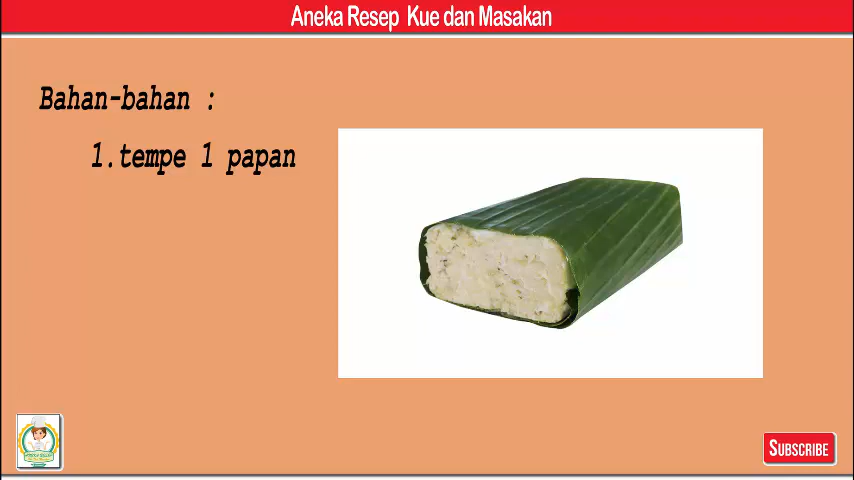 Aneka Resep Kue dan Masakan
Bahan-bahan :
1.tempe 1 papan
SUBSCRIBE